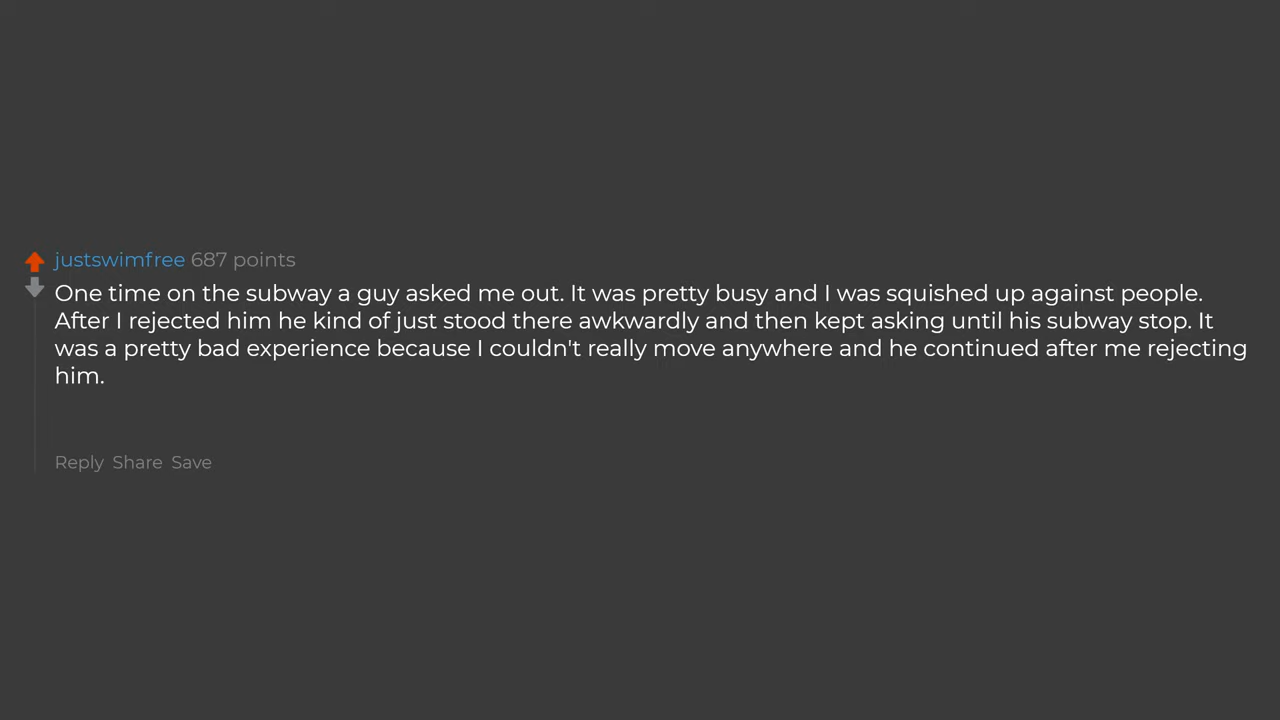 justswimfree 687 points
One time on the subway a guy asked me out. It was pretty busy and I was squished up against people.
After I rejected him he kind of just stood there awkwardly and then kept asking until his subway stop. It
was a pretty bad experience because I couldn't really move anywhere and he continued after me rejecting
him.
Reply Share Save